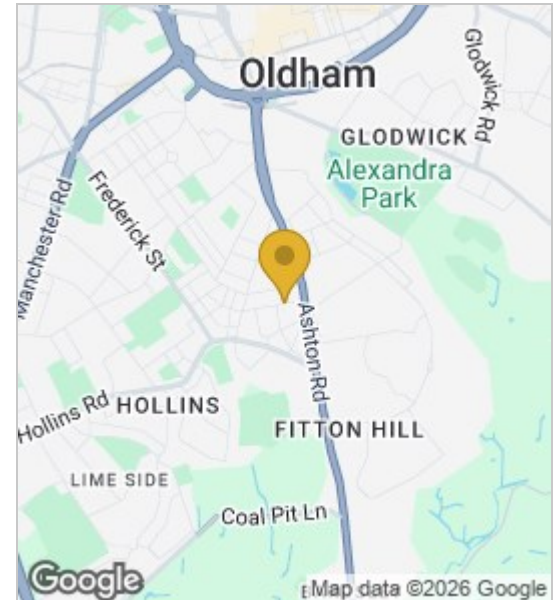 Oldham
Glodwick Rd
GLODWICK
Alexandra
Park
Manchester Rd
Frederick St
Ashton Rd
Hollins Rd
HOLLINS
FITTON HILL
LIME SIDE
Coal Pit Ln
Google
Map data ©2026 Google